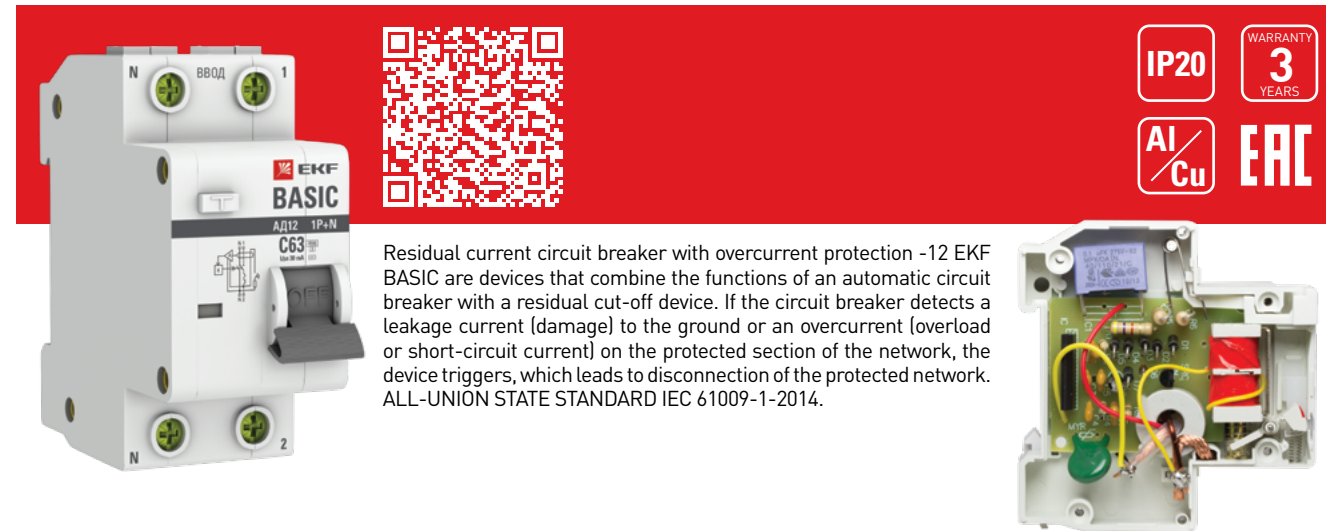 N ВВОД 1
EKF
BASIC
АД12 1P+N
C63
OFF
N 2
IP20
WARRANTY
3
YEARS
Al/Cu
EAC
Residual current circuit breaker with overcurrent protection -12 EKF
BASIC are devices that combine the functions of an automatic circuit
breaker with a residual cut-off device. If the circuit breaker detects a
leakage current (damage) to the ground or an overcurrent (overload
or short-circuit current) on the protected section of the network, the
device triggers, which leads to disconnection of the protected network.
ALL-UNION STATE STANDARD IEC 61009-1-2014.
MYR